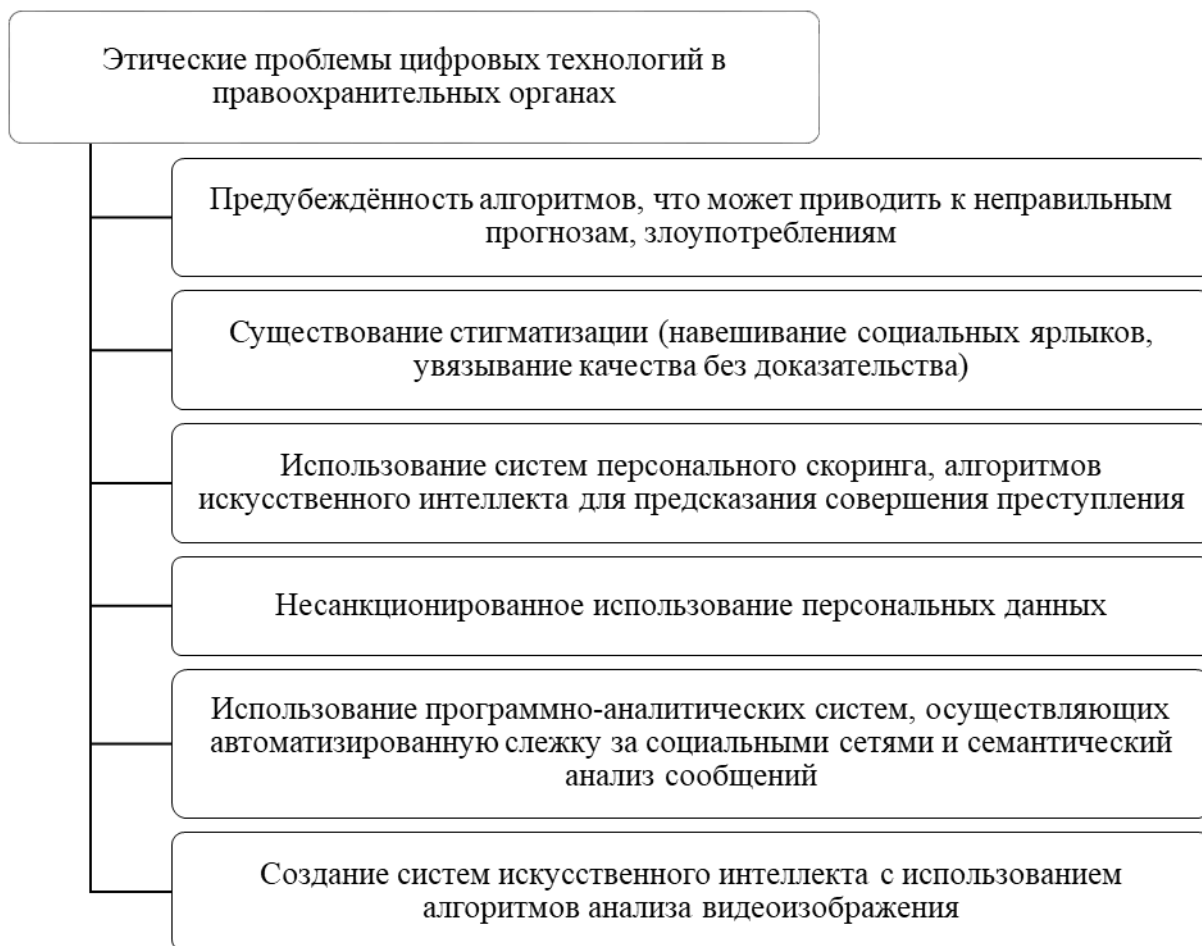 Этические проблемы цифровых технологий в
правоохранительных органах
Предубеждённость алгоритмов, что может приводить к неправильным
прогнозам, злоупотреблениям
Существование стигматизации (навешивание социальных ярлыков,
увязывание качества без доказательства)
Использование систем персонального скоринга, алгоритмов
искусственного интеллекта для предсказания совершения преступления
Несанкционированное использование персональных данных
Использование программно-аналитических систем, осуществляющих
автоматизированную слежку за социальными сетями и семантический
анализ сообщений
Создание систем искусственного интеллекта с использованием
алгоритмов анализа видеоизображения